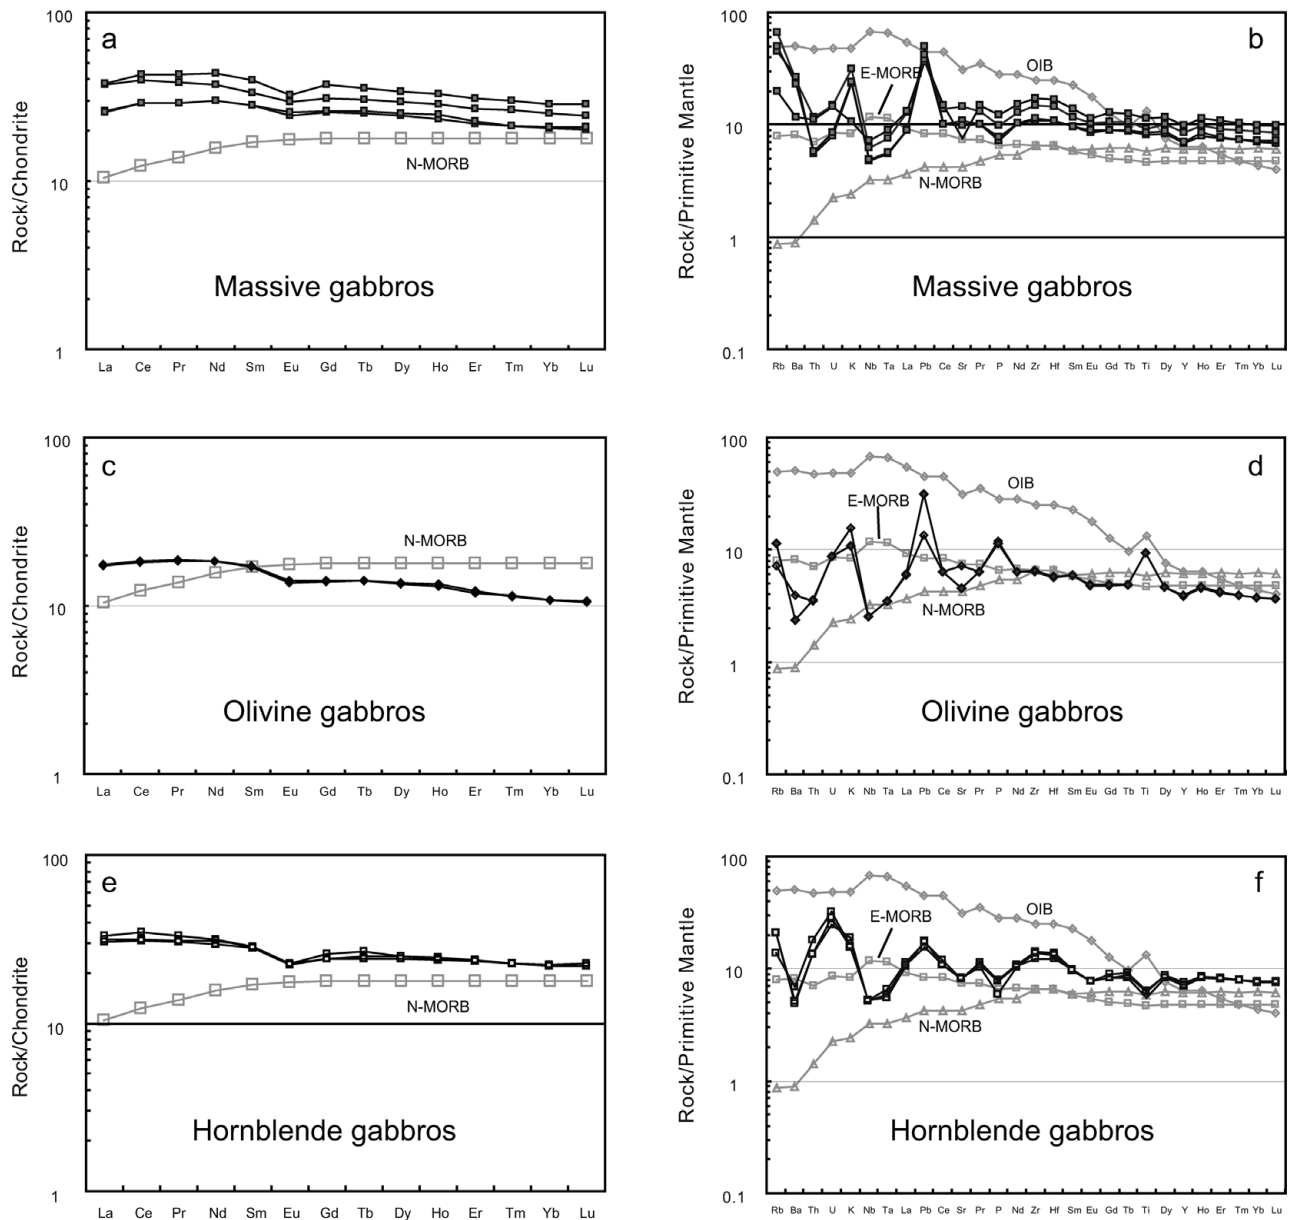 a
100
10
1
Rock/Chondrite
N-MORB
Massive gabbros
La Ce Pr Nd Sm Eu Gd Tb Dy Ho Er Tm Yb Lu
b
100
10
1
0.1
Rock/Primitive Mantle
OIB
E-MORB
N-MORB
Massive gabbros
Rb Ba Th U K Nb Ta La Pb Ce Sr Pr P Nd Zr Hf Sm Eu Gd Tb Ti Dy Y Ho Er Tm Yb Lu
c
100
10
1
Rock/Chondrite
N-MORB
Olivine gabbros
La Ce Pr Nd Sm Eu Gd Tb Dy Ho Er Tm Yb Lu
d
100
10
1
0.1
Rock/Primitive Mantle
OIB
E-MORB
N-MORB
Olivine gabbros
Rb Ba Th U K Nb Ta La Pb Ce Sr Pr P Nd Zr Hf Sm Eu Gd Tb Ti Dy Y Ho Er Tm Yb Lu
e
100
10
1
Rock/Chondrite
N-MORB
Hornblende gabbros
La Ce Pr Nd Sm Eu Gd Tb Dy Ho Er Tm Yb Lu
f
100
10
1
0.1
Rock/Primitive Mantle
OIB
E-MORB
N-MORB
Hornblende gabbros
Rb Ba Th U K Nb Ta La Pb Ce Sr Pr P Nd Zr Hf Sm Eu Gd Tb Ti Dy Y Ho Er Tm Yb Lu